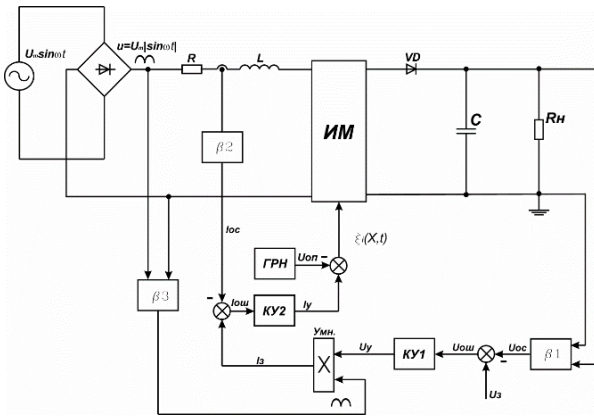 u=Uₘ|sinωt|
Uₘsinωt
R
L
VD
ИМ
C
Rн
β2
Iос
ξᵢ(X,t)
ГРН
Uоп
β3
Iош
КУ2
Iу
Умн.
X
Iз
Uу
КУ1
Uош
Uос
β1
Uз